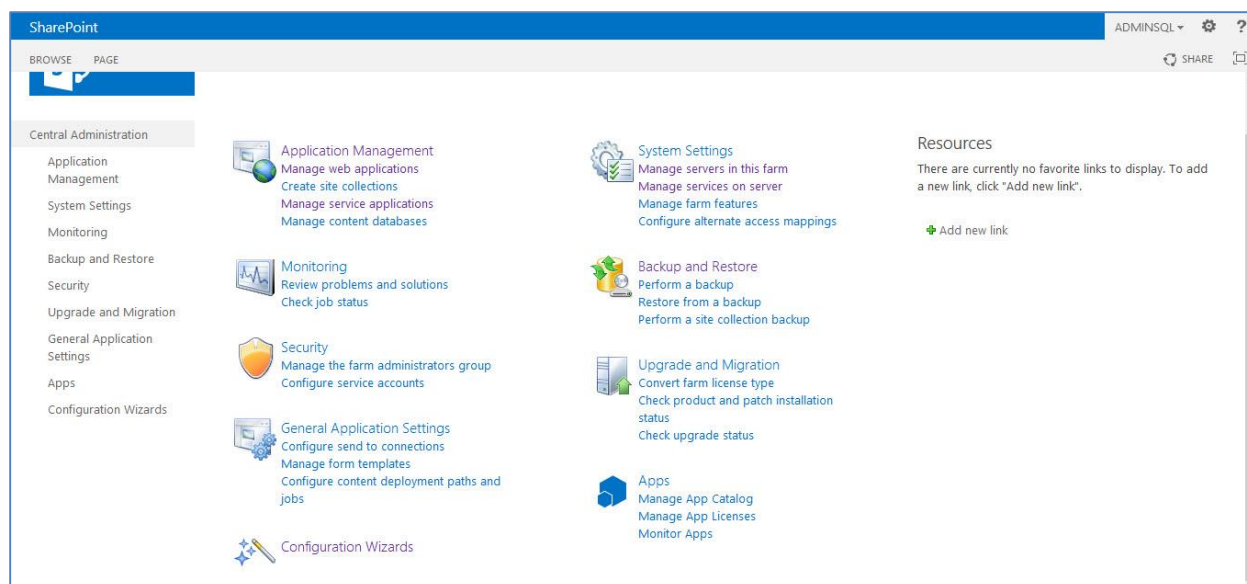 SharePoint
ADMINSQL
?
BROWSE PAGE
SHARE
Central Administration
Application
Management
System Settings
Monitoring
Backup and Restore
Security
Upgrade and Migration
General Application
Settings
Apps
Configuration Wizards
Application Management
Manage web applications
Create site collections
Manage service applications
Manage content databases
Monitoring
Review problems and solutions
Check job status
Security
Manage the farm administrators group
Configure service accounts
General Application Settings
Configure send to connections
Manage form templates
Configure content deployment paths and
jobs
Configuration Wizards
System Settings
Manage servers in this farm
Manage services on server
Manage farm features
Configure alternate access mappings
Backup and Restore
Perform a backup
Restore from a backup
Perform a site collection backup
Upgrade and Migration
Convert farm license type
Check product and patch installation
status
Check upgrade status
Apps
Manage App Catalog
Manage App Licenses
Monitor Apps
Resources
There are currently no favorite links to display. To add
a new link, click "Add new link".
Add new link